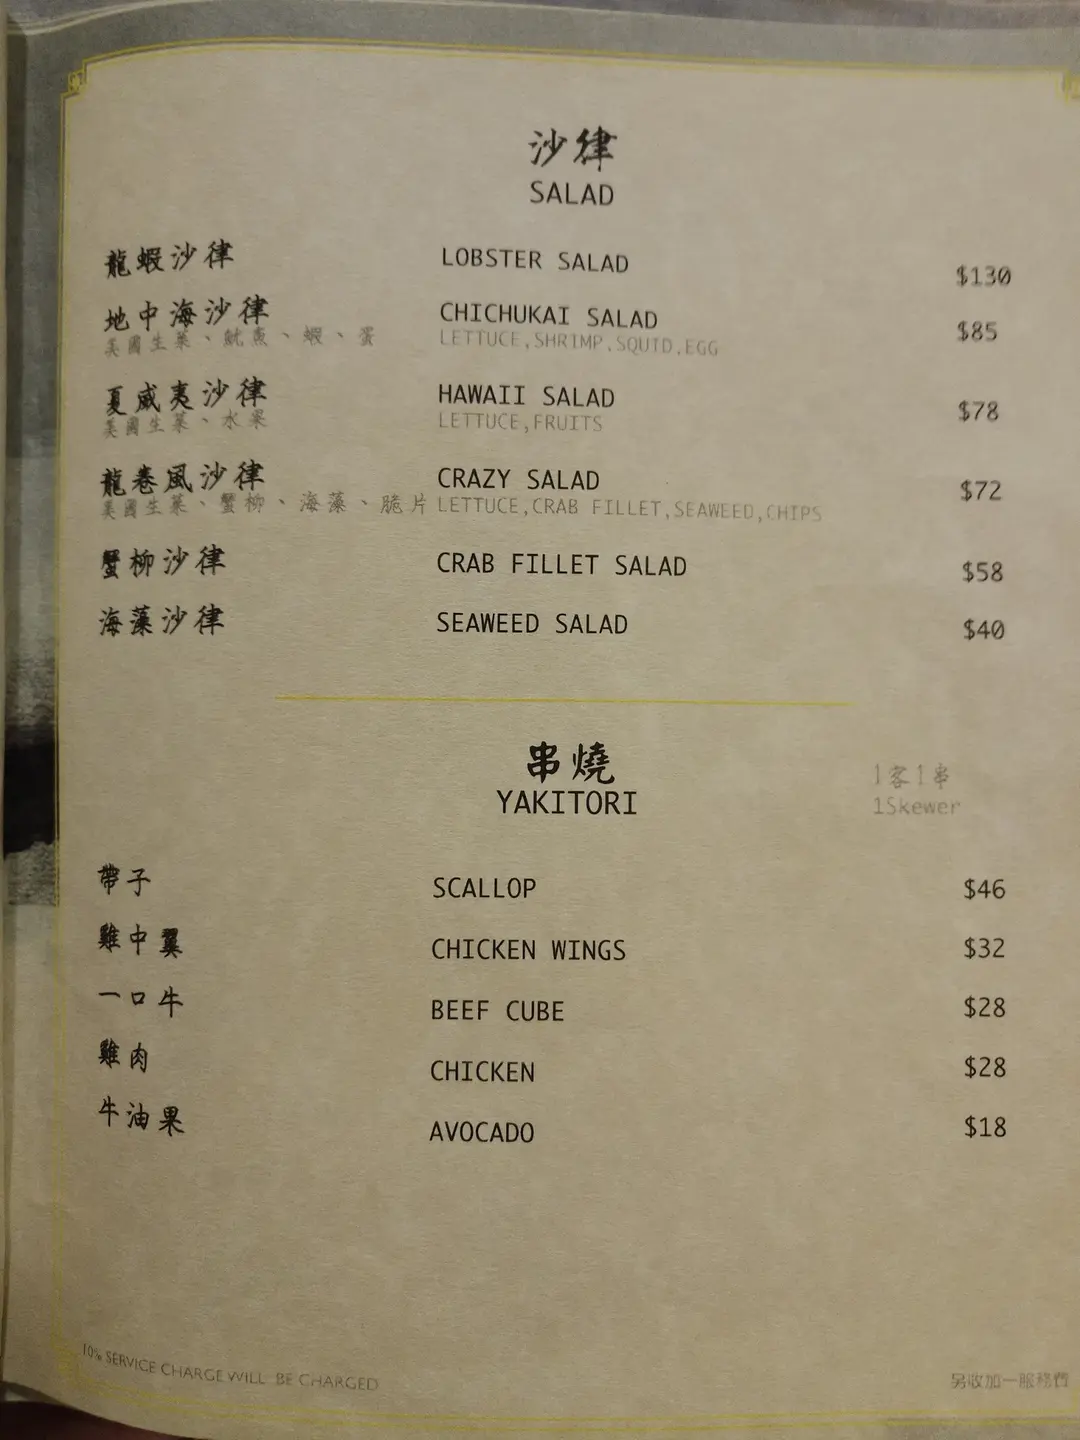 沙律
SALAD
龍蝦沙律 LOBSTER SALAD $130
地中海沙律 CHICHUKAI SALAD $85
美國生菜、魷魚、蝦、蛋 LETTUCE,SHRIMP,SQUID,EGG
夏威夷沙律 HAWAII SALAD $78
美國生菜、水果 LETTUCE,FRUITS
龍卷風沙律 CRAZY SALAD $72
美國生菜、蟹柳、海藻、脆片 LETTUCE,CRAB FILLET,SEAWEED,CHIPS
蟹柳沙律 CRAB FILLET SALAD $58
海藻沙律 SEAWEED SALAD $40
串燒 1客1串
YAKITORI 1Skewer
帶子 SCALLOP $46
雞中翼 CHICKEN WINGS $32
一口牛 BEEF CUBE $28
雞肉 CHICKEN $28
牛油果 AVOCADO $18
10% SERVICE CHARGE WILL BE CHARGED 另收加一服務費